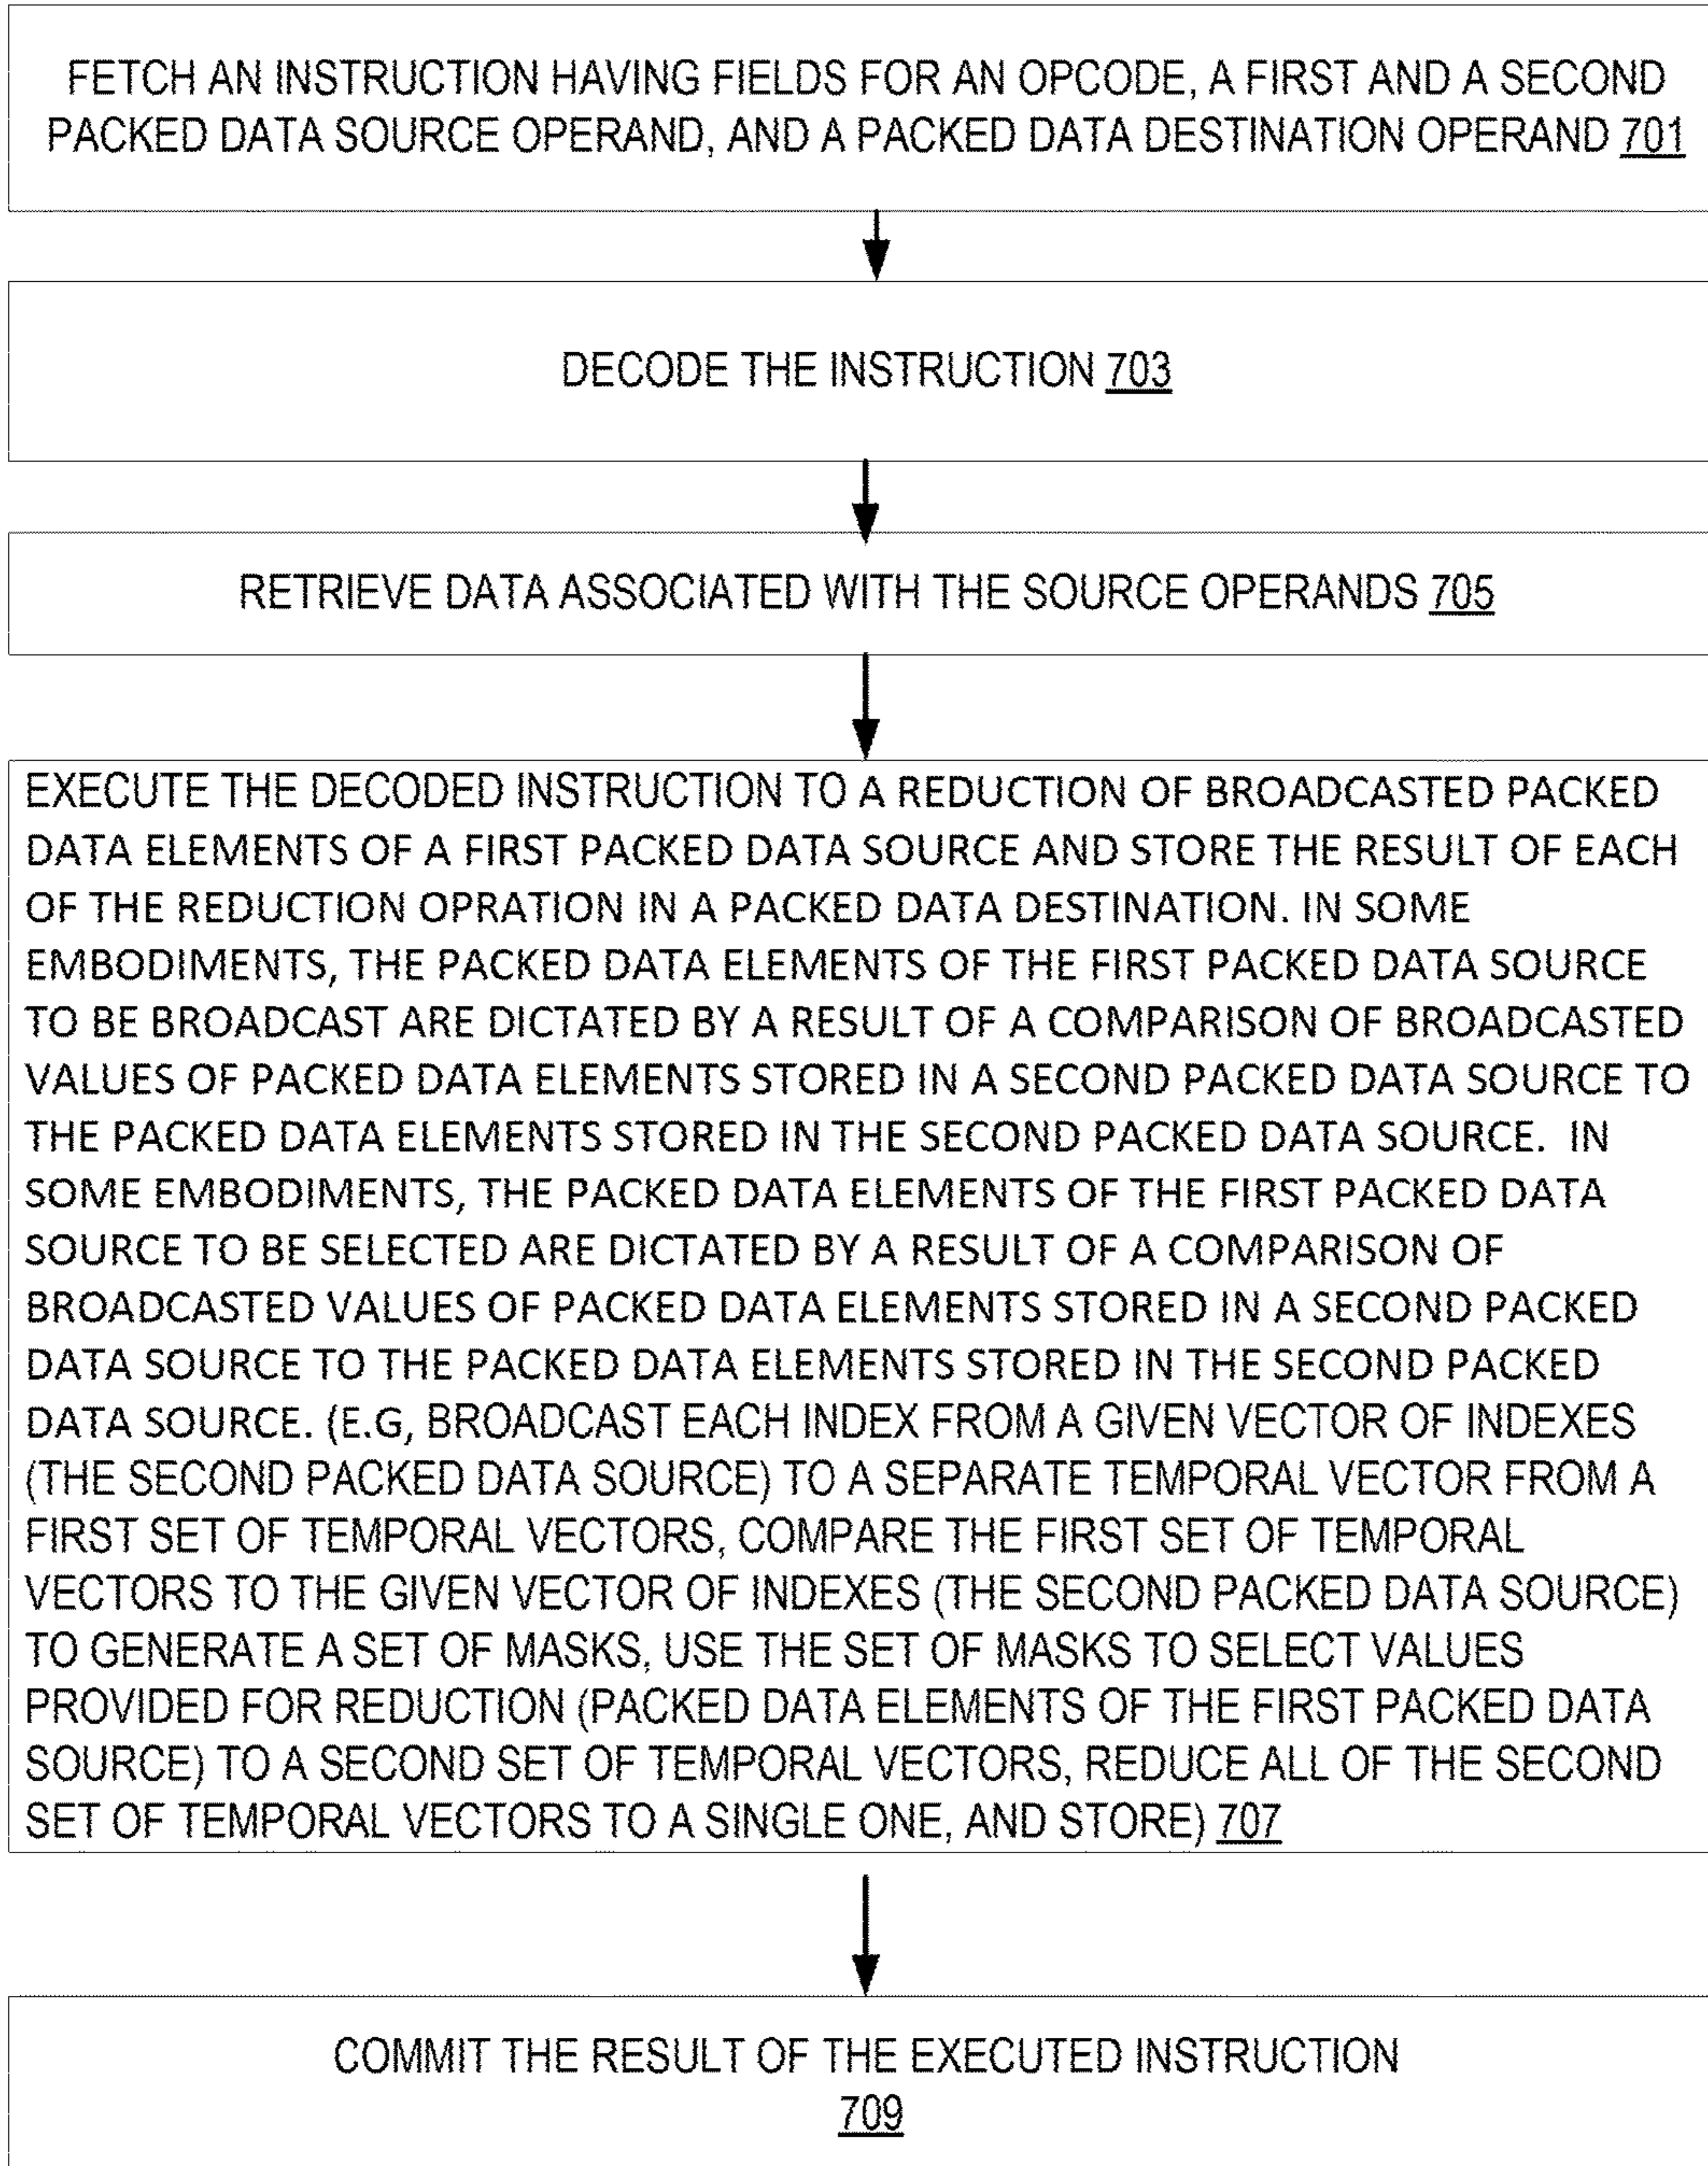 FETCH AN INSTRUCTION HAVING FIELDS FOR AN OPCODE, A FIRST AND A SECOND
PACKED DATA SOURCE OPERAND, AND A PACKED DATA DESTINATION OPERAND 701
DECODE THE INSTRUCTION 703
RETRIEVE DATA ASSOCIATED WITH THE SOURCE OPERANDS 705
EXECUTE THE DECODED INSTRUCTION TO A REDUCTION OF BROADCASTED PACKED
DATA ELEMENTS OF A FIRST PACKED DATA SOURCE AND STORE THE RESULT OF EACH
OF THE REDUCTION OPRATION IN A PACKED DATA DESTINATION. IN SOME
EMBODIMENTS, THE PACKED DATA ELEMENTS OF THE FIRST PACKED DATA SOURCE
TO BE BROADCAST ARE DICTATED BY A RESULT OF A COMPARISON OF BROADCASTED
VALUES OF PACKED DATA ELEMENTS STORED IN A SECOND PACKED DATA SOURCE TO
THE PACKED DATA ELEMENTS STORED IN THE SECOND PACKED DATA SOURCE. IN
SOME EMBODIMENTS, THE PACKED DATA ELEMENTS OF THE FIRST PACKED DATA
SOURCE TO BE SELECTED ARE DICTATED BY A RESULT OF A COMPARISON OF
BROADCASTED VALUES OF PACKED DATA ELEMENTS STORED IN A SECOND PACKED
DATA SOURCE TO THE PACKED DATA ELEMENTS STORED IN THE SECOND PACKED
DATA SOURCE. (E.G, BROADCAST EACH INDEX FROM A GIVEN VECTOR OF INDEXES
(THE SECOND PACKED DATA SOURCE) TO A SEPARATE TEMPORAL VECTOR FROM A
FIRST SET OF TEMPORAL VECTORS, COMPARE THE FIRST SET OF TEMPORAL
VECTORS TO THE GIVEN VECTOR OF INDEXES (THE SECOND PACKED DATA SOURCE)
TO GENERATE A SET OF MASKS, USE THE SET OF MASKS TO SELECT VALUES
PROVIDED FOR REDUCTION (PACKED DATA ELEMENTS OF THE FIRST PACKED DATA
SOURCE) TO A SECOND SET OF TEMPORAL VECTORS, REDUCE ALL OF THE SECOND
SET OF TEMPORAL VECTORS TO A SINGLE ONE, AND STORE) 707
COMMIT THE RESULT OF THE EXECUTED INSTRUCTION
709